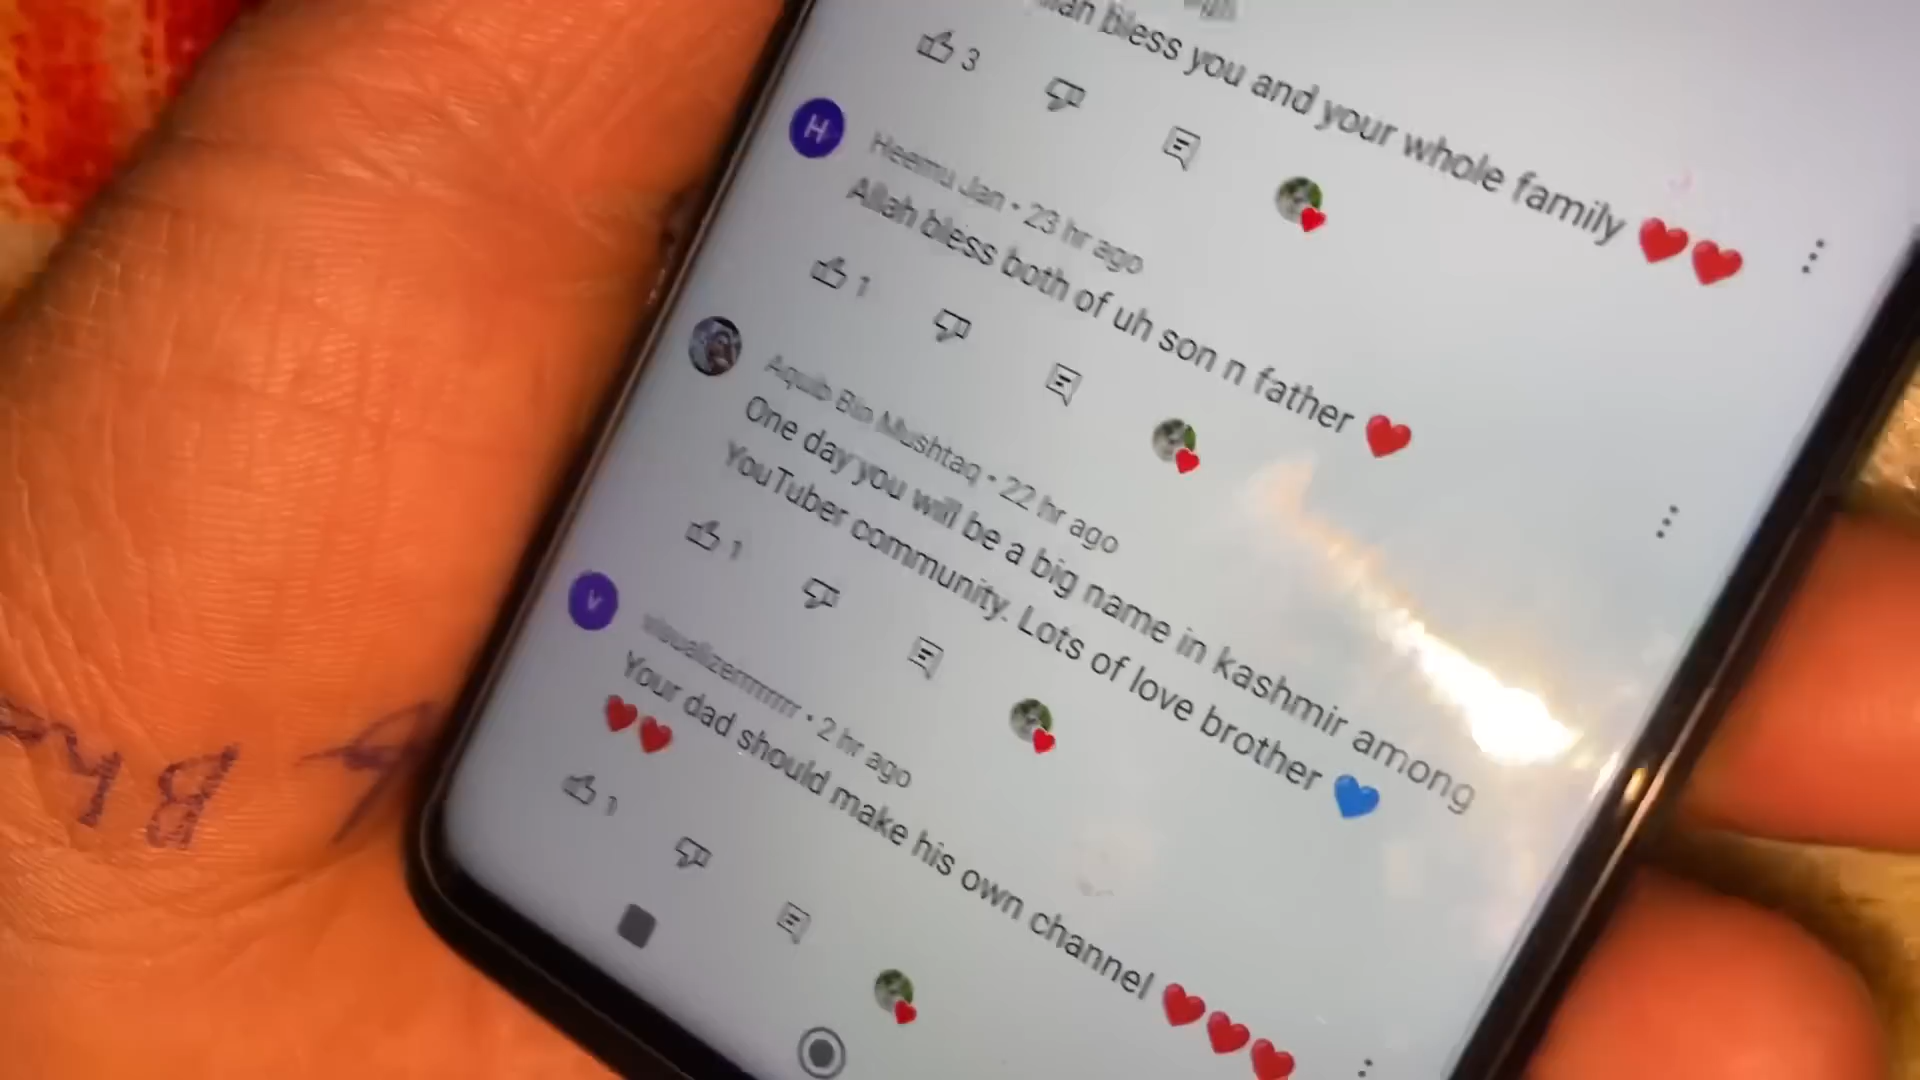 bless you and your whole family ❤️❤️
3
H
Heemu Jan • 23 hr ago
Allah bless both of uh son n father ❤️
1
Aquib Bin Mushtaq • 22 hr ago
One day you will be a big name in kashmir among
YouTuber community. Lots of love brother 💙
1
V
• 2 hr ago
Your dad should make his own channel ❤️❤️❤️
❤️❤️
1